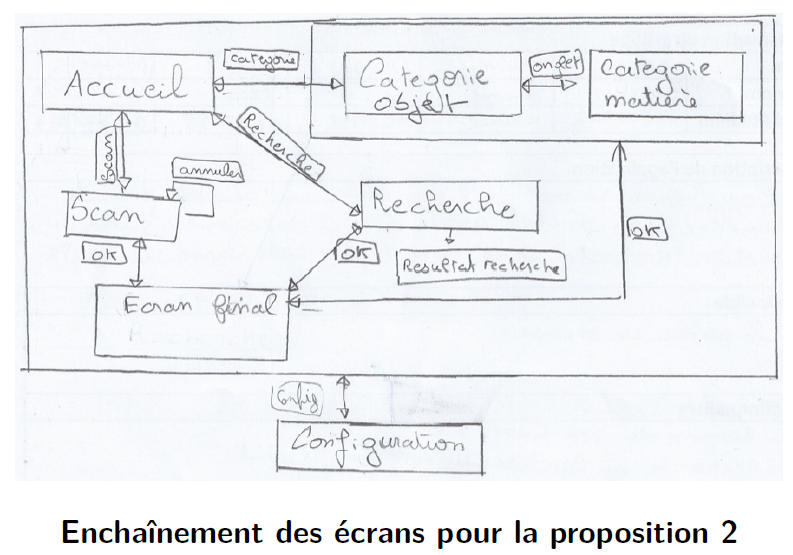 Accueil
categorie
Categorie
objet
onglet
Categorie
matière
Scan
Recherche
annuler
Scan
Recherche
OK
OK
OK
Resultat recherche
Ecran final
Config
Configuration
Enchaînement des écrans pour la proposition 2